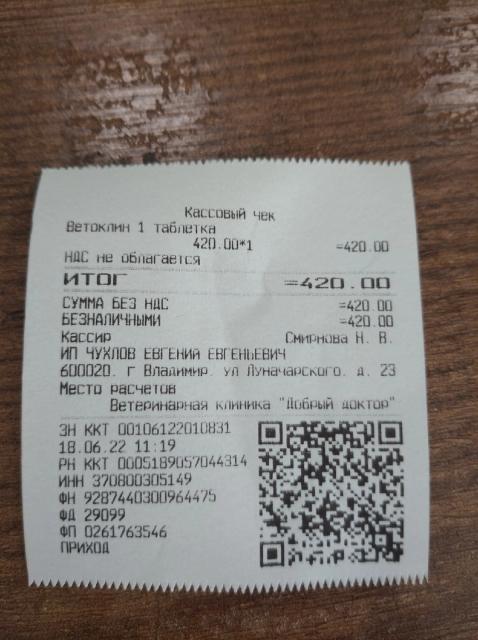 Кассовый чек
Ветоклин 1 таблетка
420.00*1 =420.00
НДС не облагается
ИТОГ =420.00
СУММА БЕЗ НДС =420.00
БЕЗНАЛИЧНЫМИ =420.00
Кассир Смирнова Н. В.
ИП ЧУХЛОВ ЕВГЕНИЙ ЕВГЕНЬЕВИЧ
600020. г Владимир. ул Луначарского. д. 23
Место расчетов
Ветеринарная клиника "Добрый доктор"
ЗН ККТ 00106122010831
18.06.22 11:19
РН ККТ 0005189057044314
ИНН 370800305149
ФН 9287440300964475
ФД 29099
ФП 0261763546
ПРИХОД